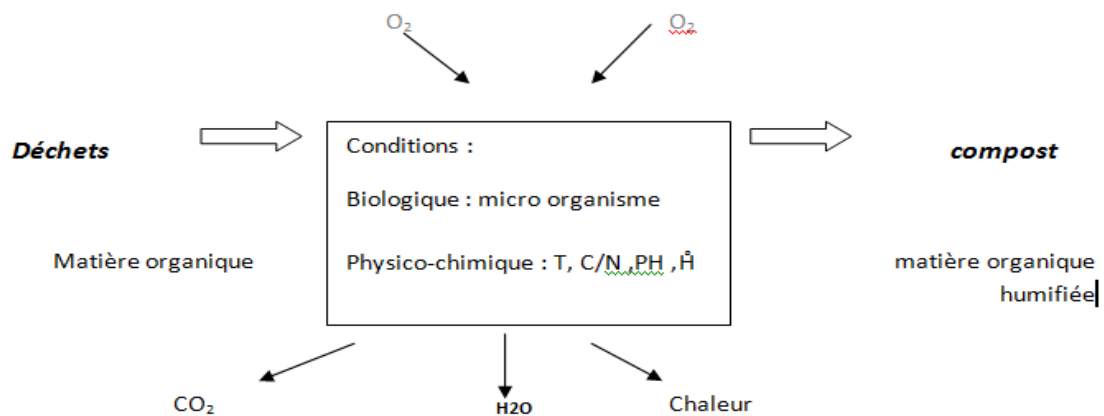 O₂ O₂
Déchets
Conditions :
compost
Biologique : micro organisme
Matière organique
Physico-chimique : T, C/N ,PH ,H̊
matière organique
humifiée
CO₂ H2O Chaleur